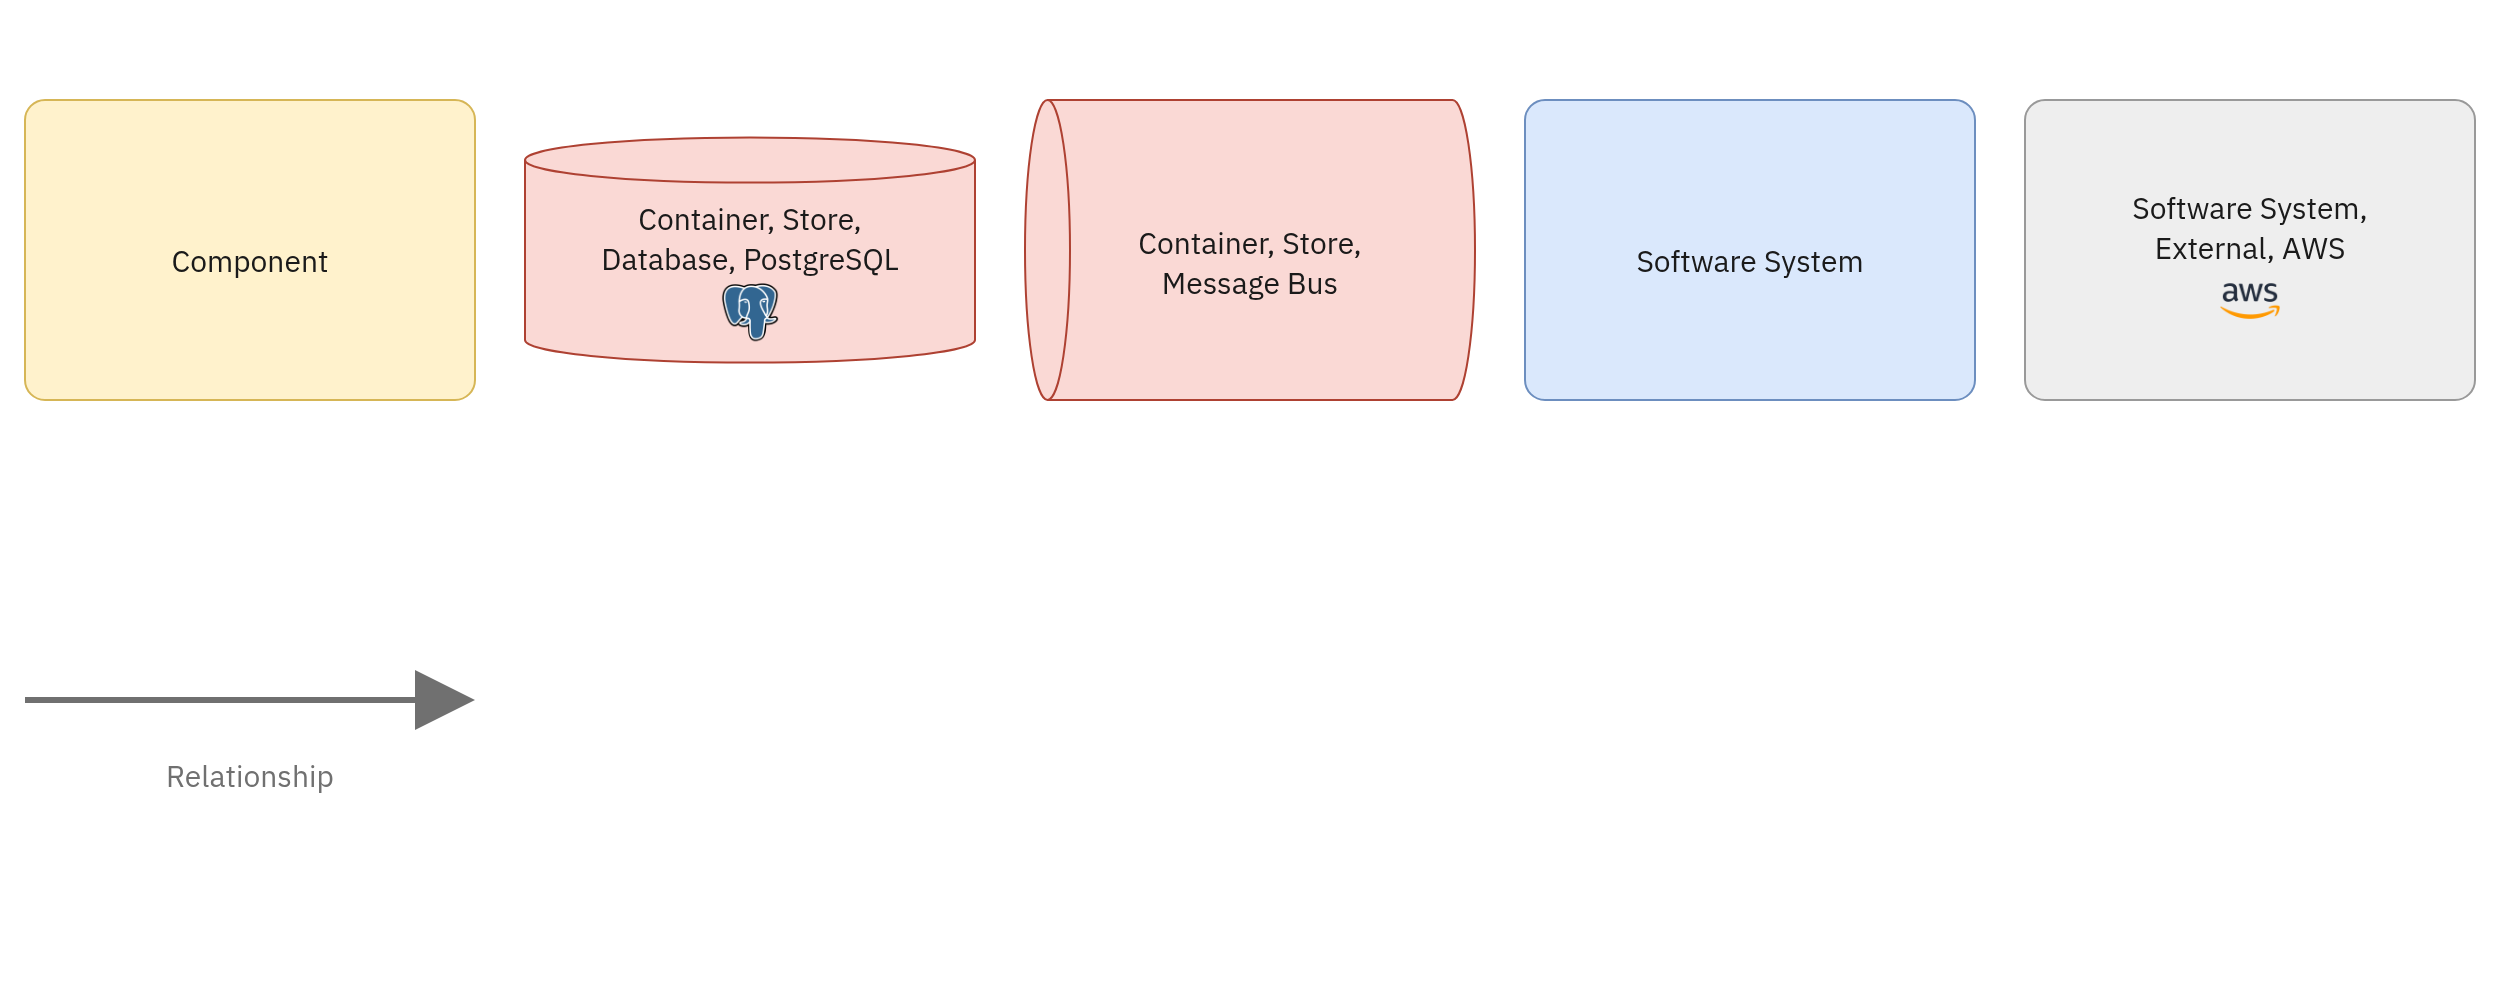 Component
Container, Store,
Database, PostgreSQL
Container, Store,
Message Bus
Software System
Software System,
External, AWS
aws
Relationship